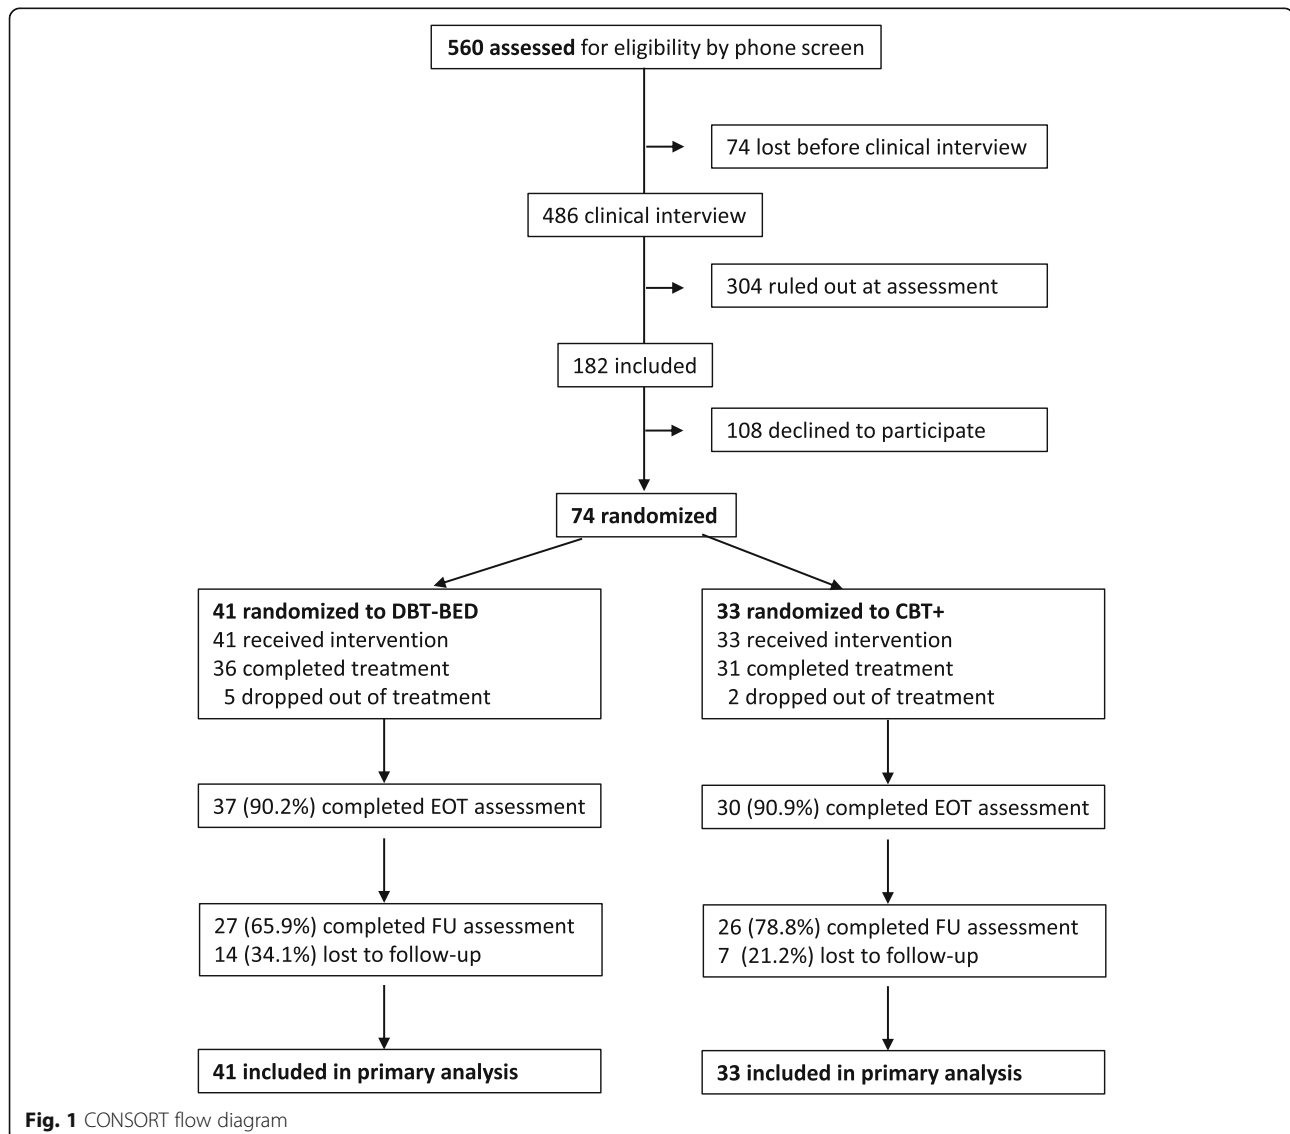 560 assessed for eligibility by phone screen
74 lost before clinical interview
486 clinical interview
304 ruled out at assessment
182 included
108 declined to participate
74 randomized
41 randomized to DBT-BED
41 received intervention
36 completed treatment
5 dropped out of treatment
33 randomized to CBT+
33 received intervention
31 completed treatment
2 dropped out of treatment
37 (90.2%) completed EOT assessment
30 (90.9%) completed EOT assessment
27 (65.9%) completed FU assessment
14 (34.1%) lost to follow-up
26 (78.8%) completed FU assessment
7 (21.2%) lost to follow-up
41 included in primary analysis
33 included in primary analysis
Fig. 1 CONSORT flow diagram